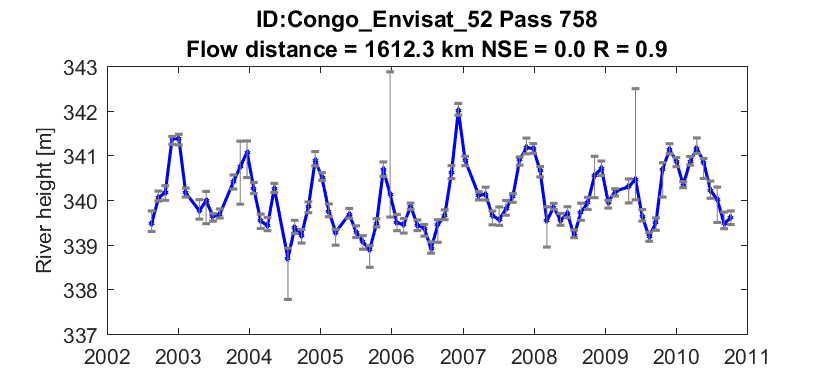 ID:Congo_Envisat_52 Pass 758
Flow distance = 1612.3 km NSE = 0.0 R = 0.9
River height [m]
343
342
341
340
339
338
337
2002 2003 2004 2005 2006 2007 2008 2009 2010 2011